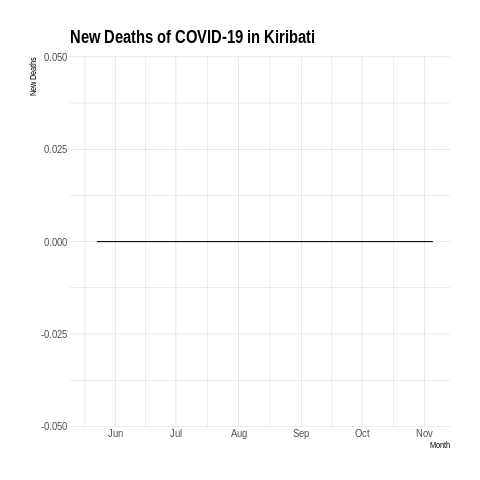 New Deaths of COVID-19 in Kiribati
New Deaths
0.050
0.025
0.000
-0.025
-0.050
Jun Jul Aug Sep Oct Nov
Month